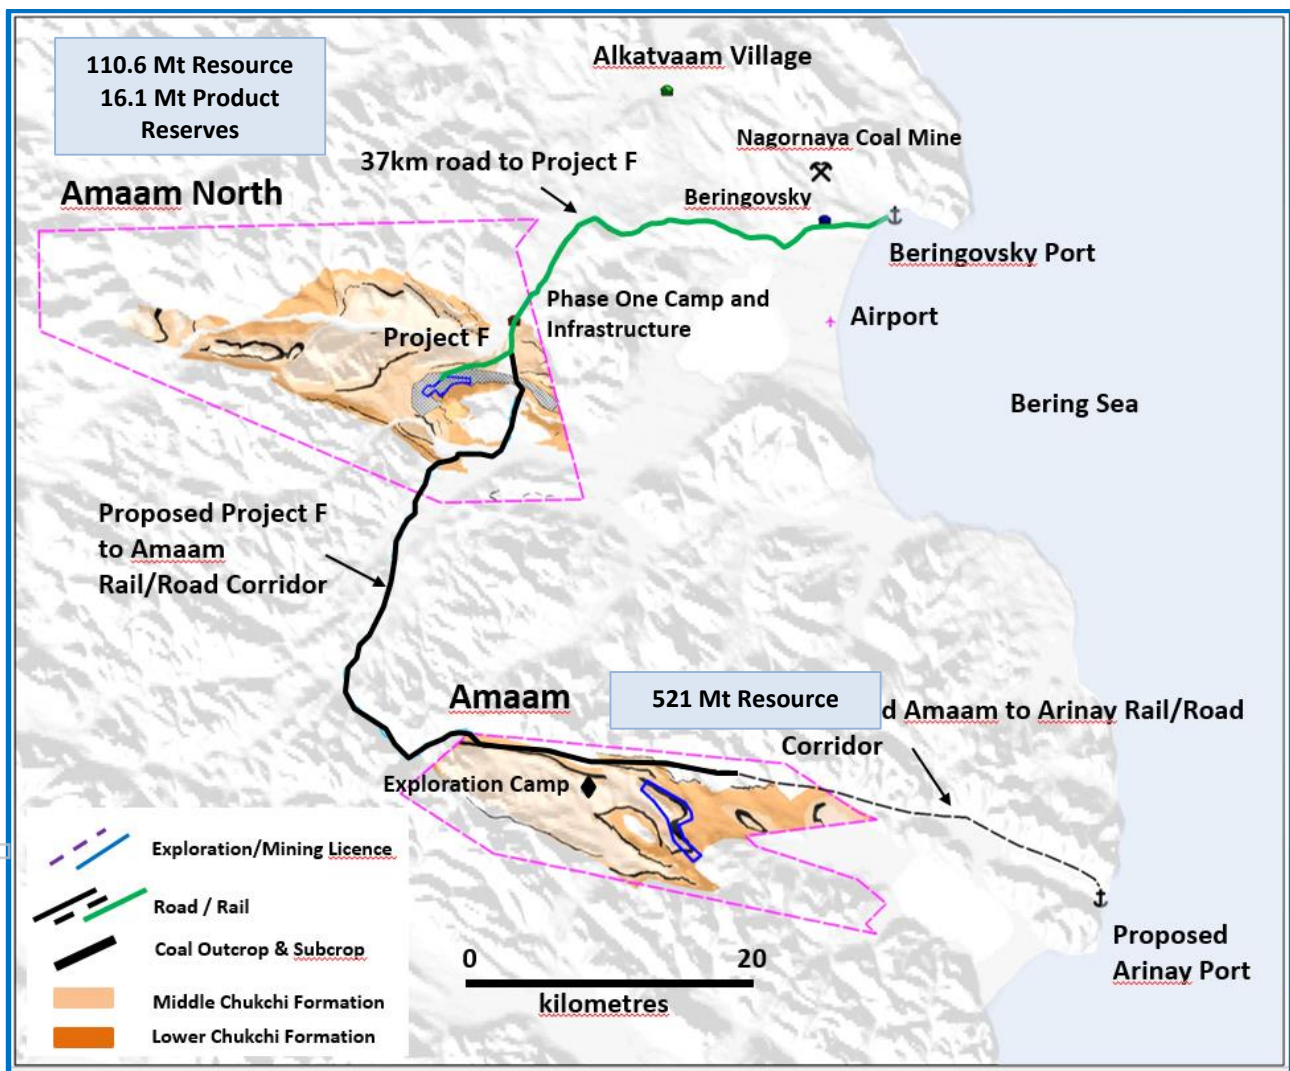 110.6 Mt Resource
16.1 Mt Product
Reserves
Alkatvaam Village
Nagornaya Coal Mine
37km road to Project F
Amaam North
Beringovsky
Beringovsky Port
Phase One Camp and
Infrastructure
Airport
Project F
Bering Sea
Proposed Project F
to Amaam
Rail/Road Corridor
Amaam
521 Mt Resource
d Amaam to Arinay Rail/Road
Corridor
Exploration Camp
Exploration/Mining Licence
Road / Rail
Coal Outcrop & Subcrop
Middle Chukchi Formation
Lower Chukchi Formation
0 20
kilometres
Proposed
Arinay Port